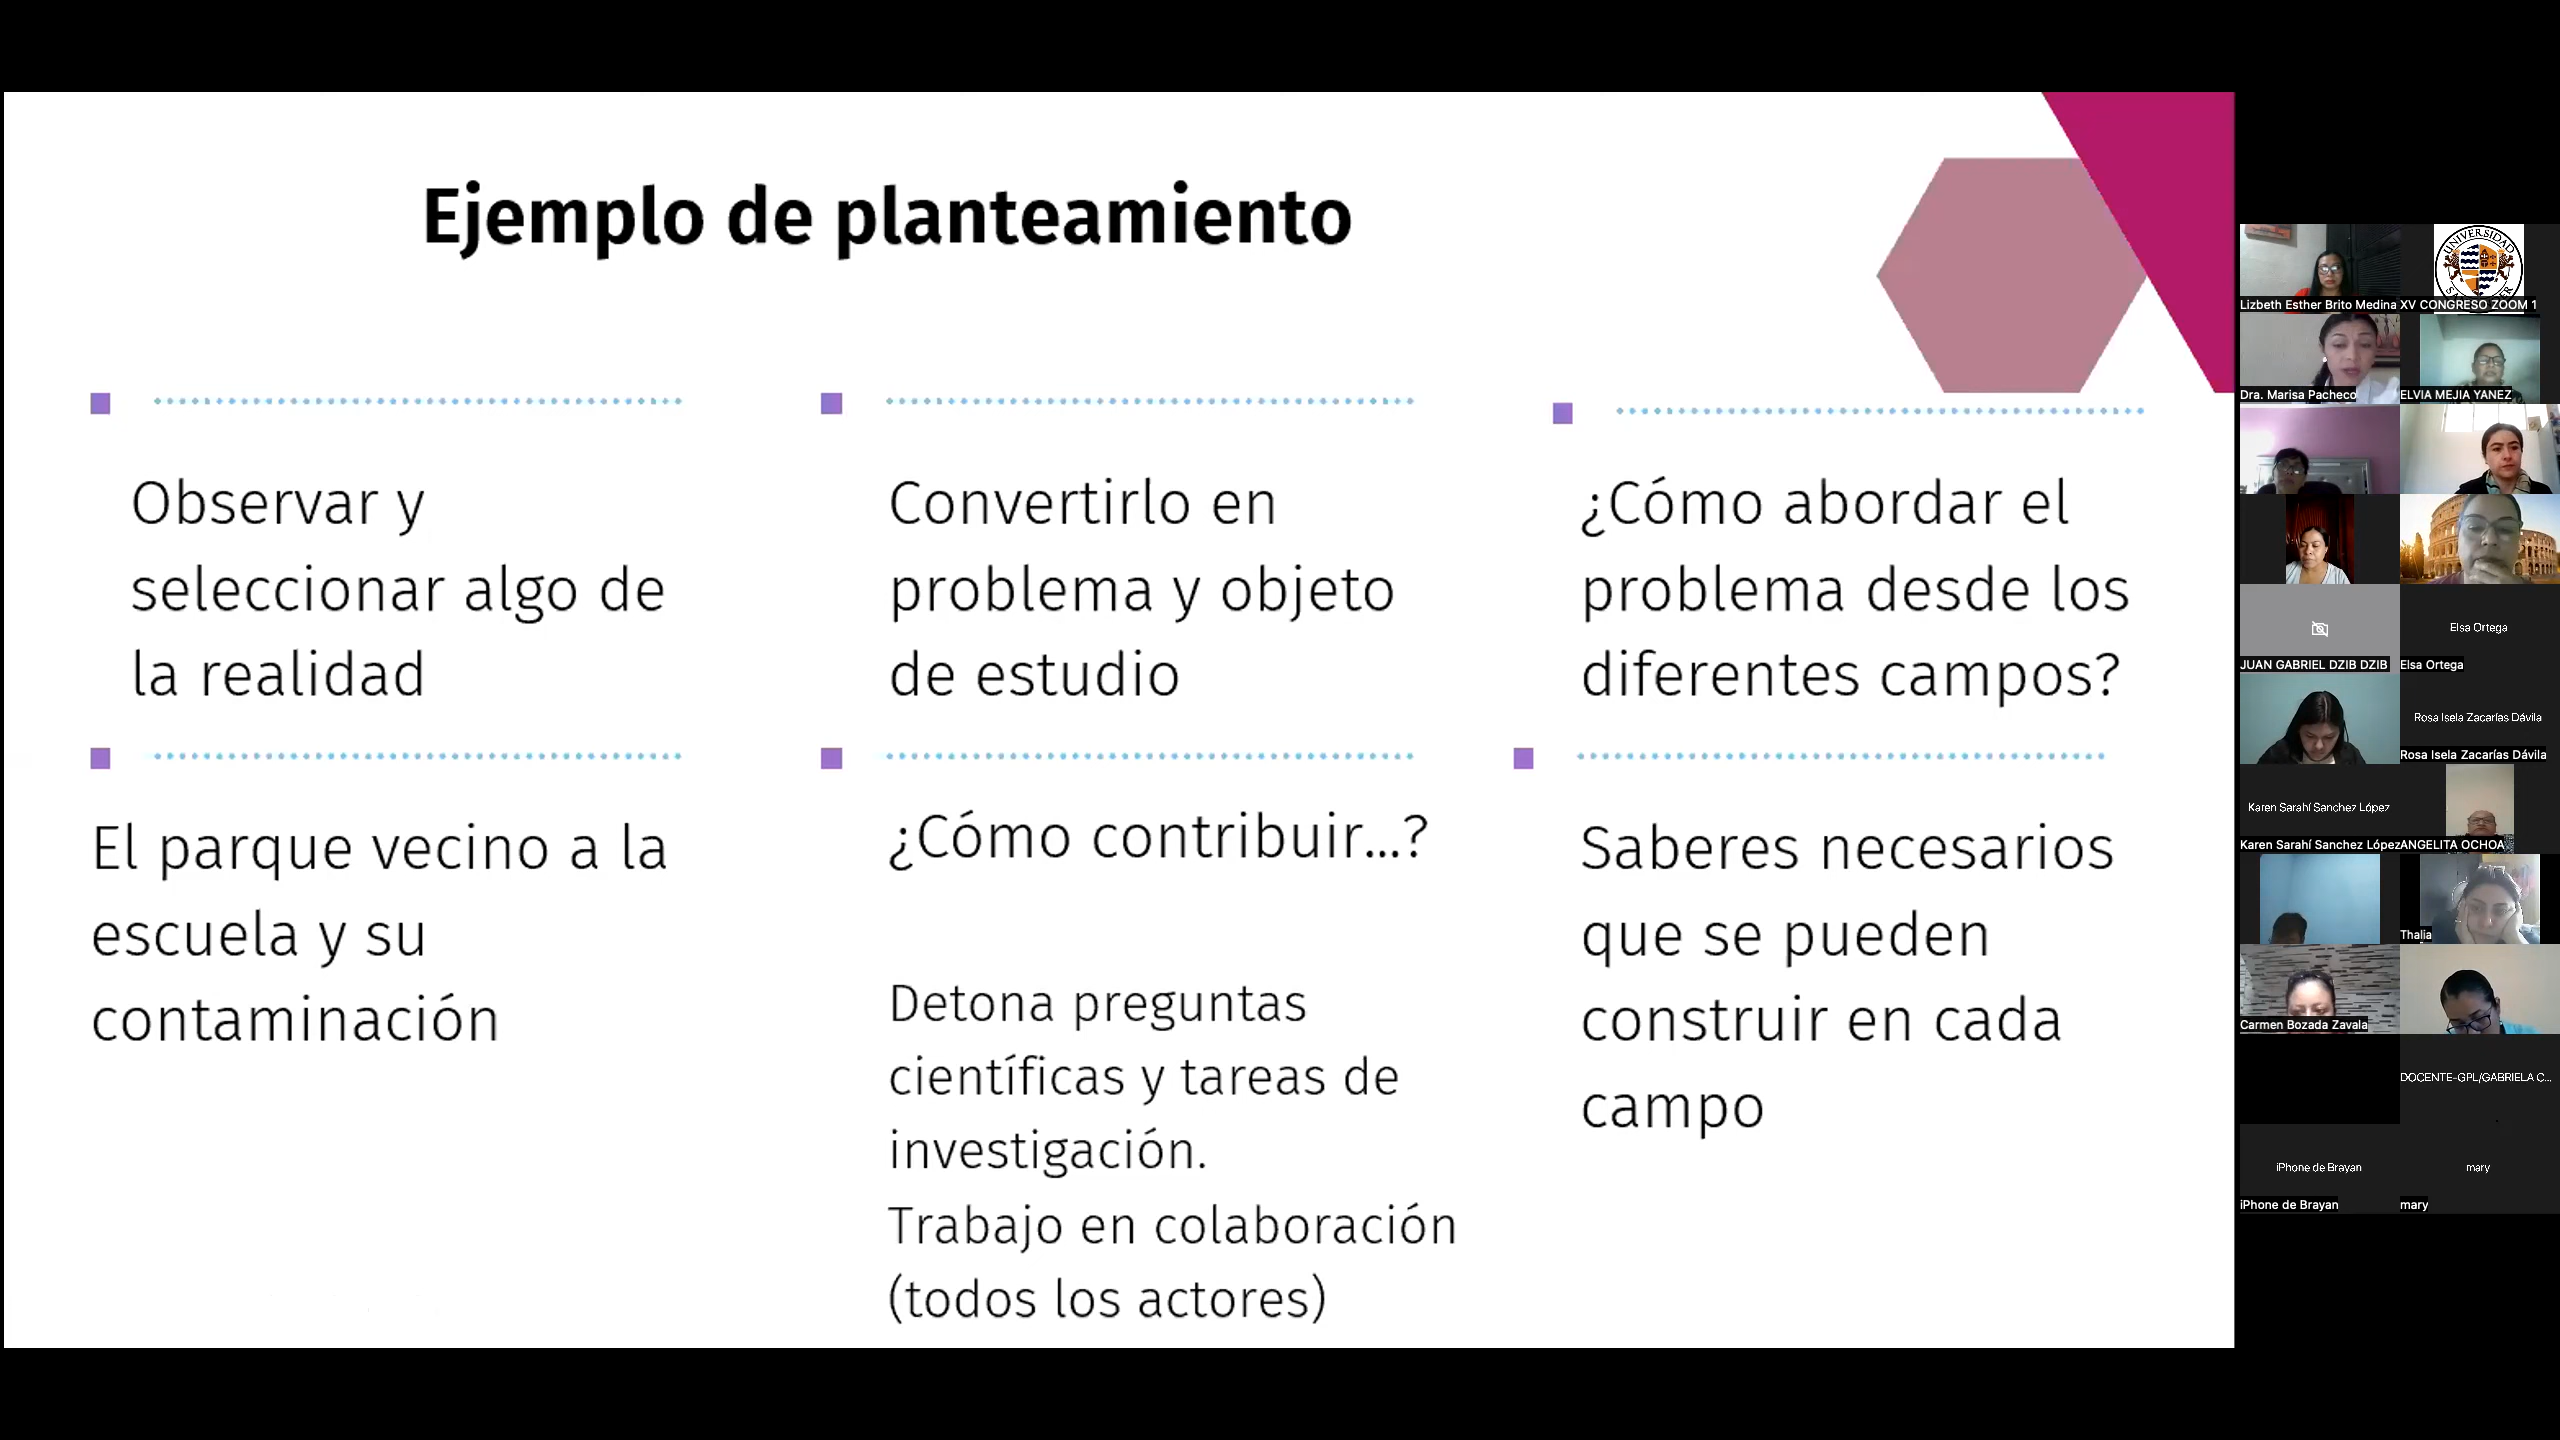 Ejemplo de planteamiento
Observar y
seleccionar algo de
la realidad
Convertirlo en
problema y objeto
de estudio
¿Cómo abordar el
problema desde los
diferentes campos?
El parque vecino a la
escuela y su
contaminación
¿Cómo contribuir...?
Detona preguntas
científicas y tareas de
investigación.
Trabajo en colaboración
(todos los actores)
Saberes necesarios
que se pueden
construir en cada
campo
UNIVERSIDAD
Lizbeth Esther Brito Medina
XV CONGRESO ZOOM 1
Dra. Marisa Pacheco
ELVIA MEJIA YANEZ
Elsa Ortega
JUAN GABRIEL DZIB DZIB
Elsa Ortega
Rosa Isela Zacarías Dávila
Rosa Isela Zacarías Dávila
Karen Sarahí Sanchez López
Karen Sarahí Sanchez López
ANGELITA OCHOA
Thalia
Carmen Bozada Zavala
DOCENTE-GPL/GABRIELA C...
iPhone de Brayan
mary
iPhone de Brayan
mary